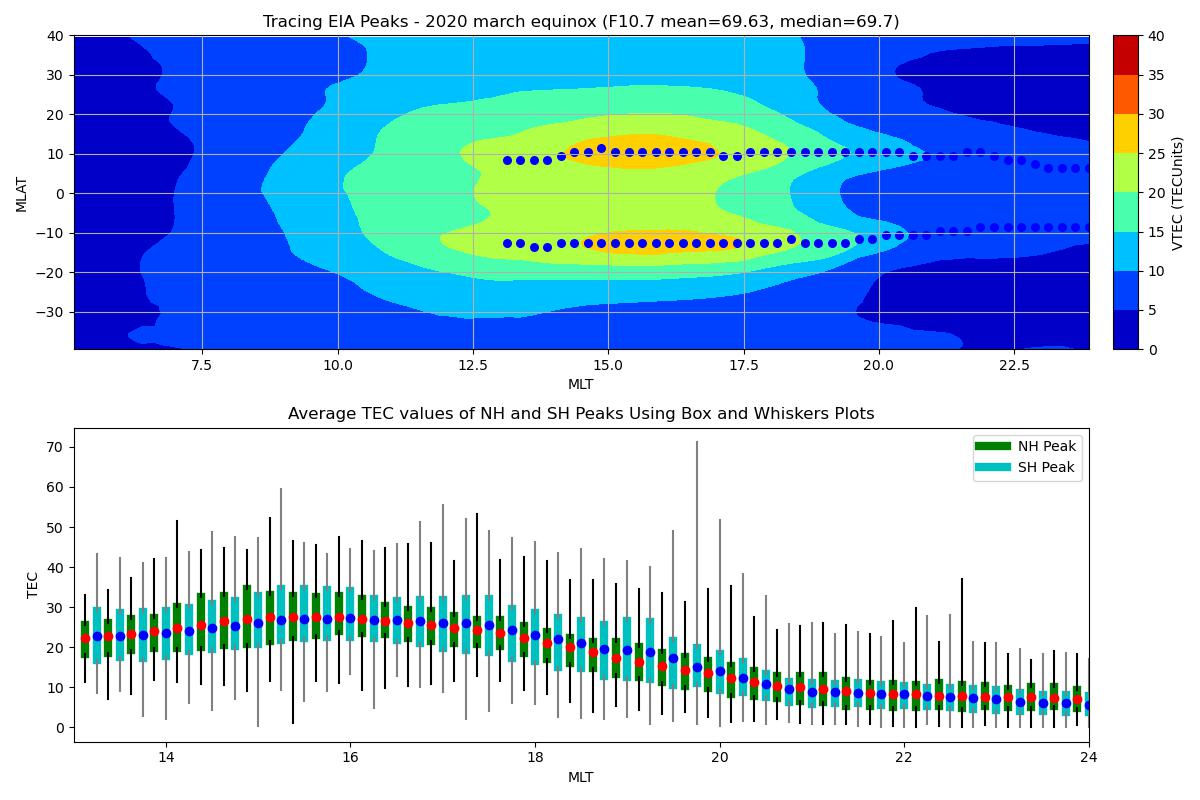 Tracing EIA Peaks - 2020 march equinox (F10.7 mean=69.63, median=69.7)
40
30
20
10
0
−10
−20
−30
MLAT
7.5 10.0 12.5 15.0 17.5 20.0 22.5
MLT
40
35
30
25
20
15
10
5
0
VTEC (TECUnits)
Average TEC values of NH and SH Peaks Using Box and Whiskers Plots
70
60
50
40
30
20
10
0
TEC
NH Peak
SH Peak
14 16 18 20 22 24
MLT